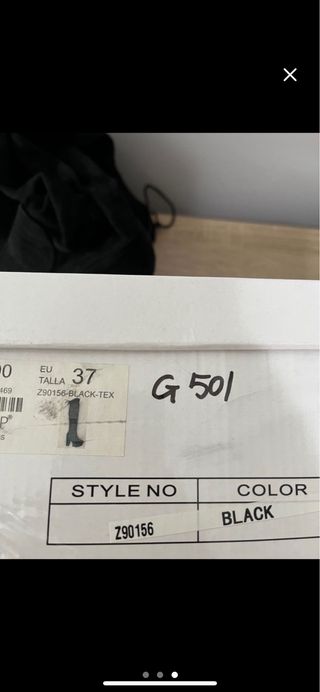 00
EU
TALLA 37
469
Z90156-BLACK-TEX
P®
G 501
STYLE NO COLOR
Z90156 BLACK